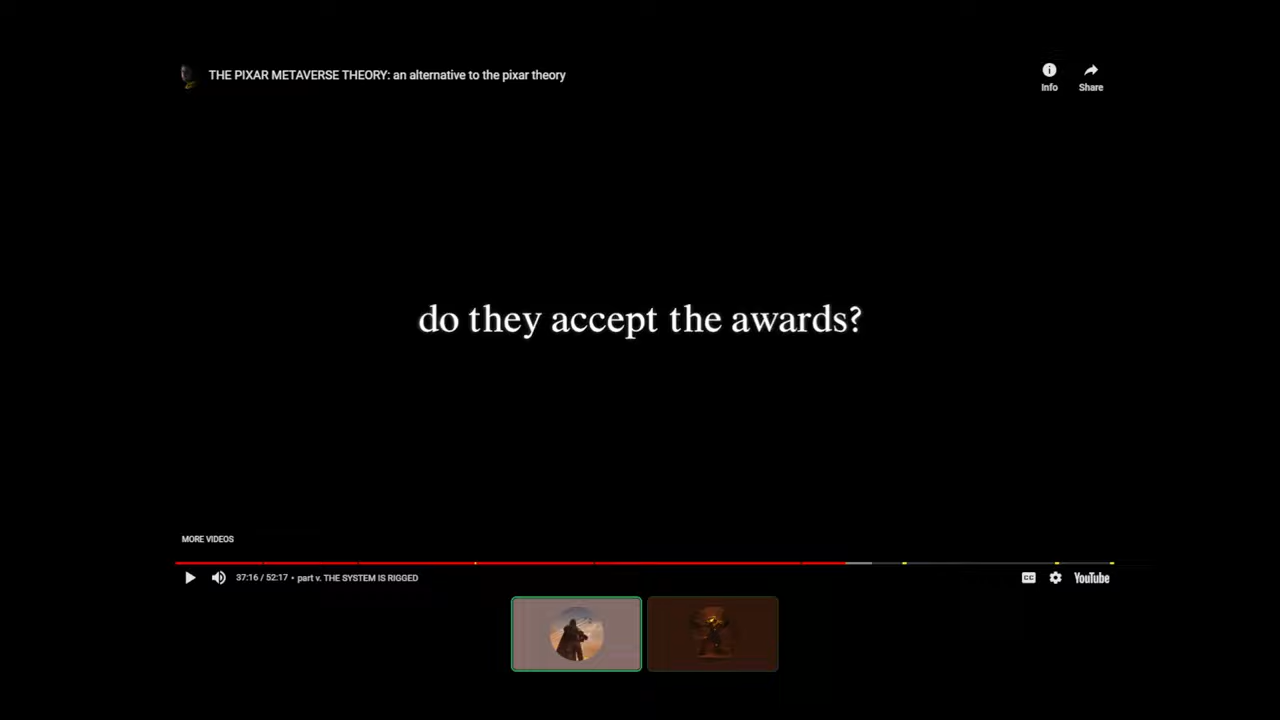 THE PIXAR METAVERSE THEORY: an alternative to the pixar theory
Info
Share
do they accept the awards?
MORE VIDEOS
37:16 / 52:17 • part v. THE SYSTEM IS RIGGED
CC
YouTube